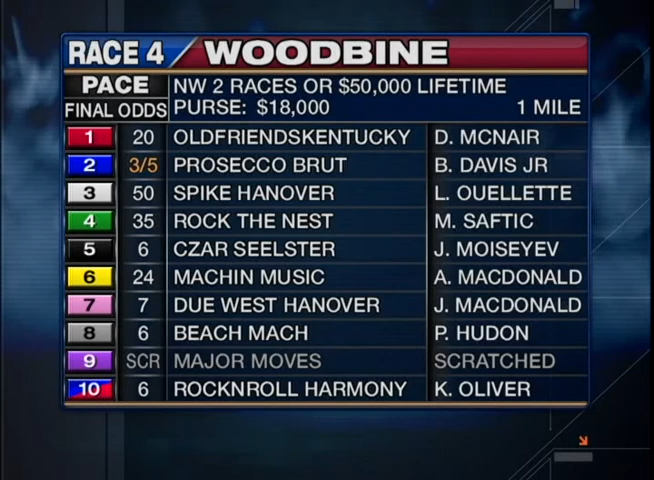 RACE 4 WOODBINE
PACE NW 2 RACES OR $50,000 LIFETIME
FINAL ODDS PURSE: $18,000 1 MILE
1 20 OLDFRIENDSKENTUCKY D. MCNAIR
2 3/5 PROSECCO BRUT B. DAVIS JR
3 50 SPIKE HANOVER L. OUELLETTE
4 35 ROCK THE NEST M. SAFTIC
5 6 CZAR SEELSTER J. MOISEYEV
6 24 MACHIN MUSIC A. MACDONALD
7 7 DUE WEST HANOVER J. MACDONALD
8 6 BEACH MACH P. HUDON
9 SCR MAJOR MOVES SCRATCHED
10 6 ROCKNROLL HARMONY K. OLIVER